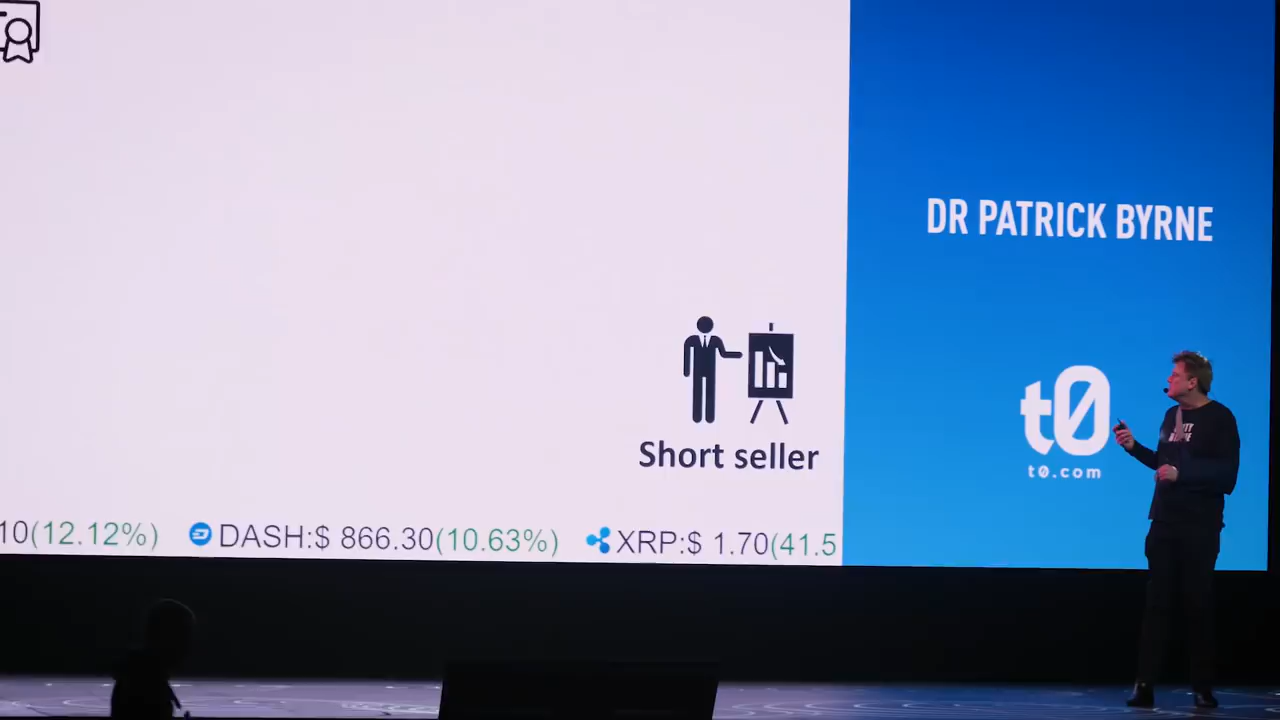 DR PATRICK BYRNE
t0
t0.com
Short seller
10(12.12%) DASH:$ 866.30(10.63%) XRP:$ 1.70(41.5